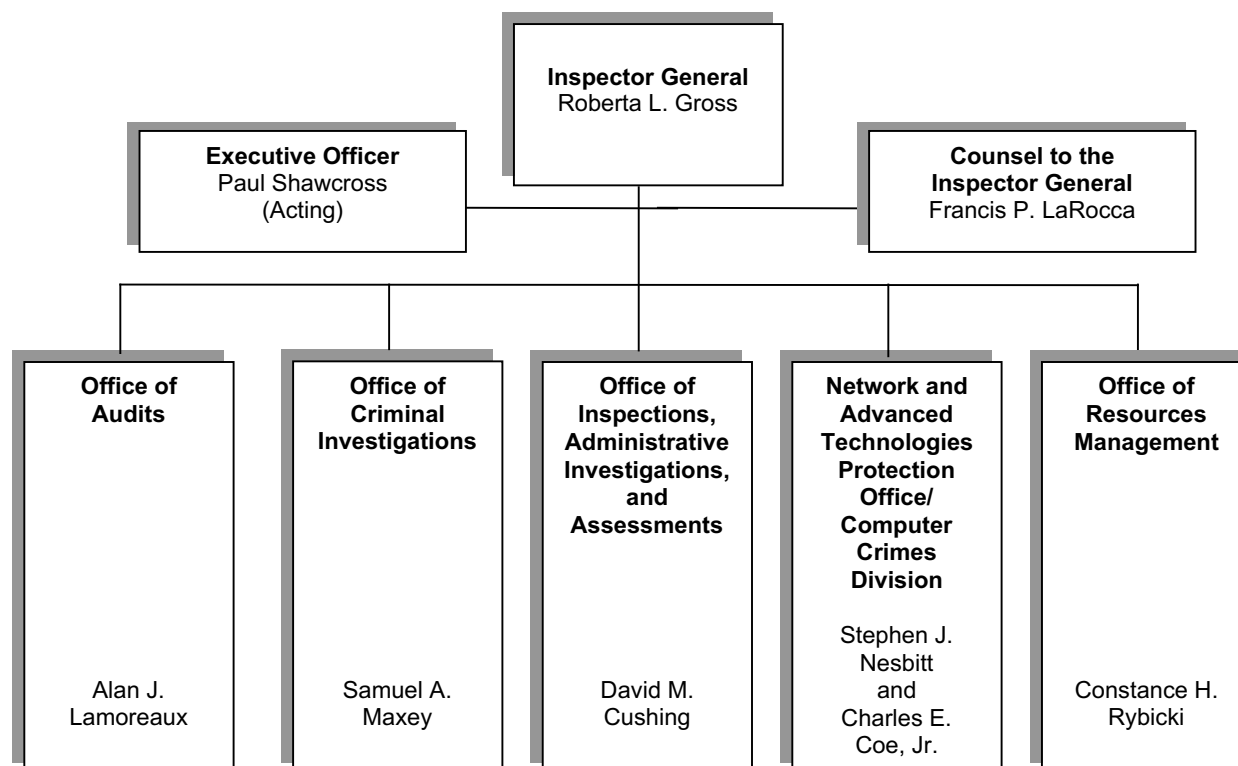 Inspector General
Roberta L. Gross
Executive Officer
Paul Shawcross
(Acting)
Counsel to the
Inspector General
Francis P. LaRocca
Office of
Audits
Alan J.
Lamoreaux
Office of
Criminal
Investigations
Samuel A.
Maxey
Office of
Inspections,
Administrative
Investigations,
and
Assessments
David M.
Cushing
Network and
Advanced
Technologies
Protection
Office/
Computer
Crimes
Division
Stephen J.
Nesbitt
and
Charles E.
Coe, Jr.
Office of
Resources
Management
Constance H.
Rybicki